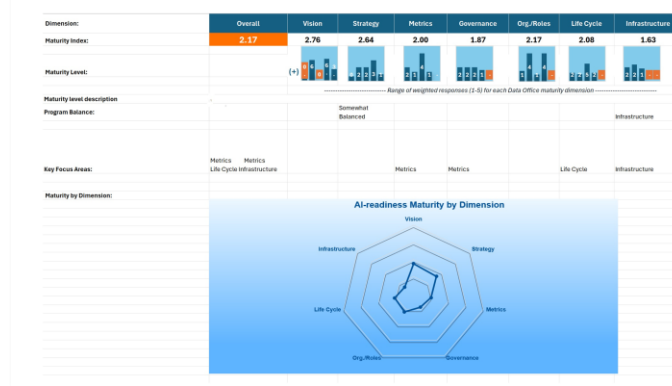 Dimension: Overall Vision Strategy Metrics Governance Org./Roles Life Cycle Infrastructure
Maturity Index: 2.17 2.76 2.64 2.00 1.87 2.17 2.08 1.63
Maturity Level: (+)
Range of weighted responses (1-5) for each Data Office maturity dimension
Maturity level description
Program Balance: Somewhat Balanced Infrastructure
Metrics Metrics
Key Focus Areas: Life Cycle Infrastructure Metrics Metrics Life Cycle Infrastructure
Maturity by Dimension:
AI-readiness Maturity by Dimension
Vision
Infrastructure Strategy
Life Cycle Metrics
Org./Roles Governance